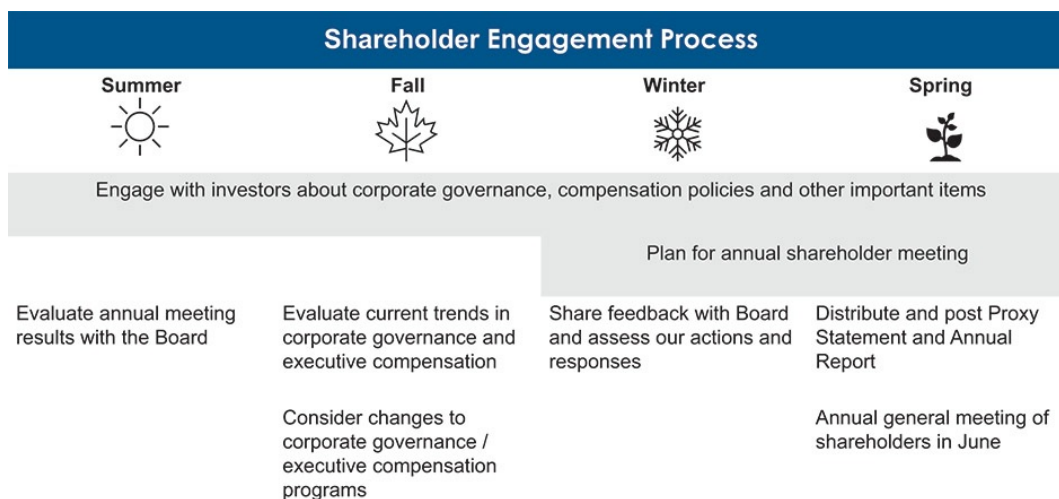 Shareholder Engagement Process
Summer
Fall
Winter
Spring
Engage with investors about corporate governance, compensation policies and other important items
Plan for annual shareholder meeting
Evaluate annual meeting
results with the Board
Evaluate current trends in
corporate governance and
executive compensation
Consider changes to
corporate governance /
executive compensation
programs
Share feedback with Board
and assess our actions and
responses
Distribute and post Proxy
Statement and Annual
Report
Annual general meeting of
shareholders in June